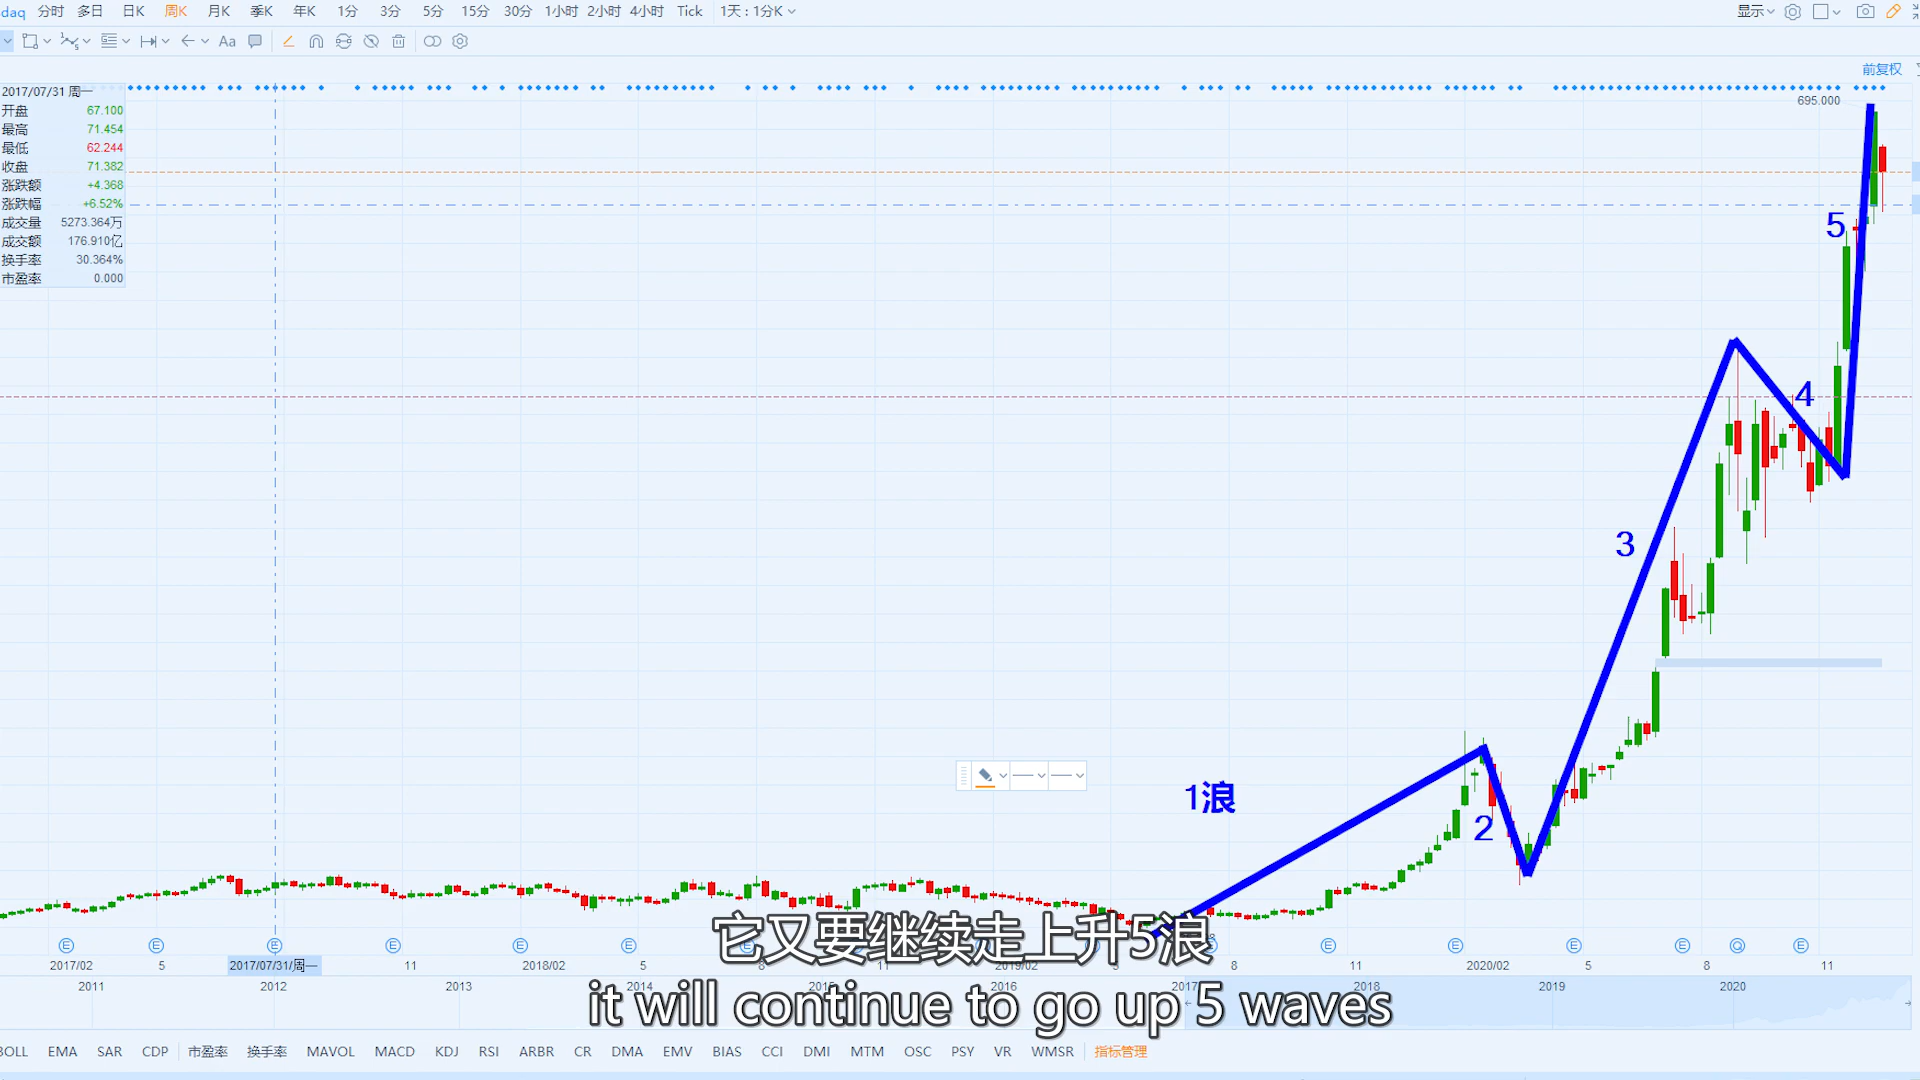 daq 分时 多日 日K 周K 月K 季K 年K 1分 3分 5分 15分 30分 1小时 2小时 4小时 Tick 1天 : 1分K 显示
Aa
前复权
2017/07/31 周一
开盘 67.100
最高 71.454
最低 62.244
收盘 71.382
涨跌额 +4.368
涨跌幅 +6.52%
成交量 5273.364万
成交额 176.910亿
换手率 30.364%
市盈率 0.000
695.000
5
4
3
1浪
2
它又要继续走上升5浪
E E E E E E E E E E E Q E
2017/02 5 2017/07/31/周一 11 2018/02 5 8 11 2019/02 5 8 11 2020/02 5 8 11
2011 2012 2013 2014 2015 2016 2017 2018 2019 2020
it will continue to go up 5 waves
BOLL EMA SAR CDP 市盈率 换手率 MAVOL MACD KDJ RSI ARBR CR DMA EMV BIAS CCI DMI MTM OSC PSY VR WMSR 指标管理